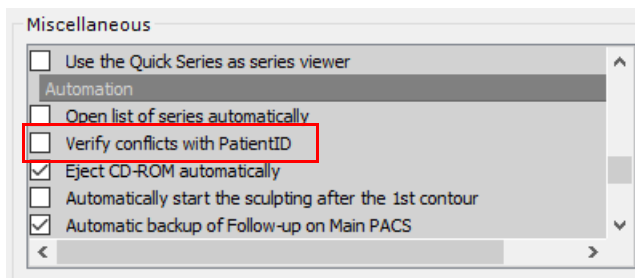 Miscellaneous
Use the Quick Series as series viewer
Automation
Open list of series automatically
Verify conflicts with PatientID
Eject CD-ROM automatically
Automatically start the sculpting after the 1st contour
Automatic backup of Follow-up on Main PACS